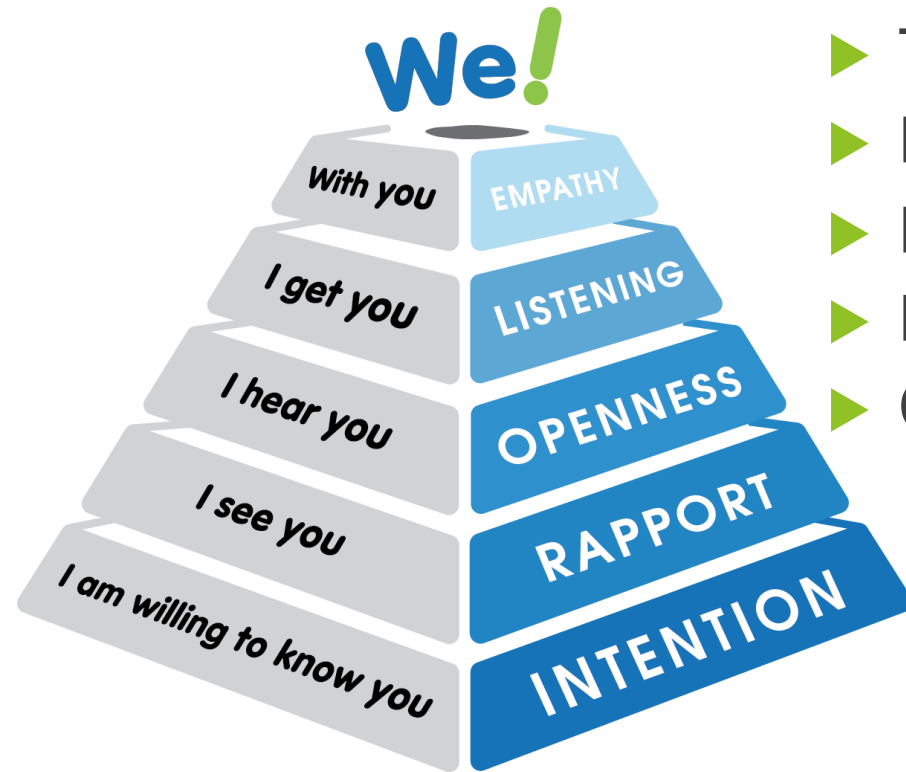 We!
With you
EMPATHY
I get you
LISTENING
I hear you
OPENNESS
I see you
RAPPORT
I am willing to know you
INTENTION